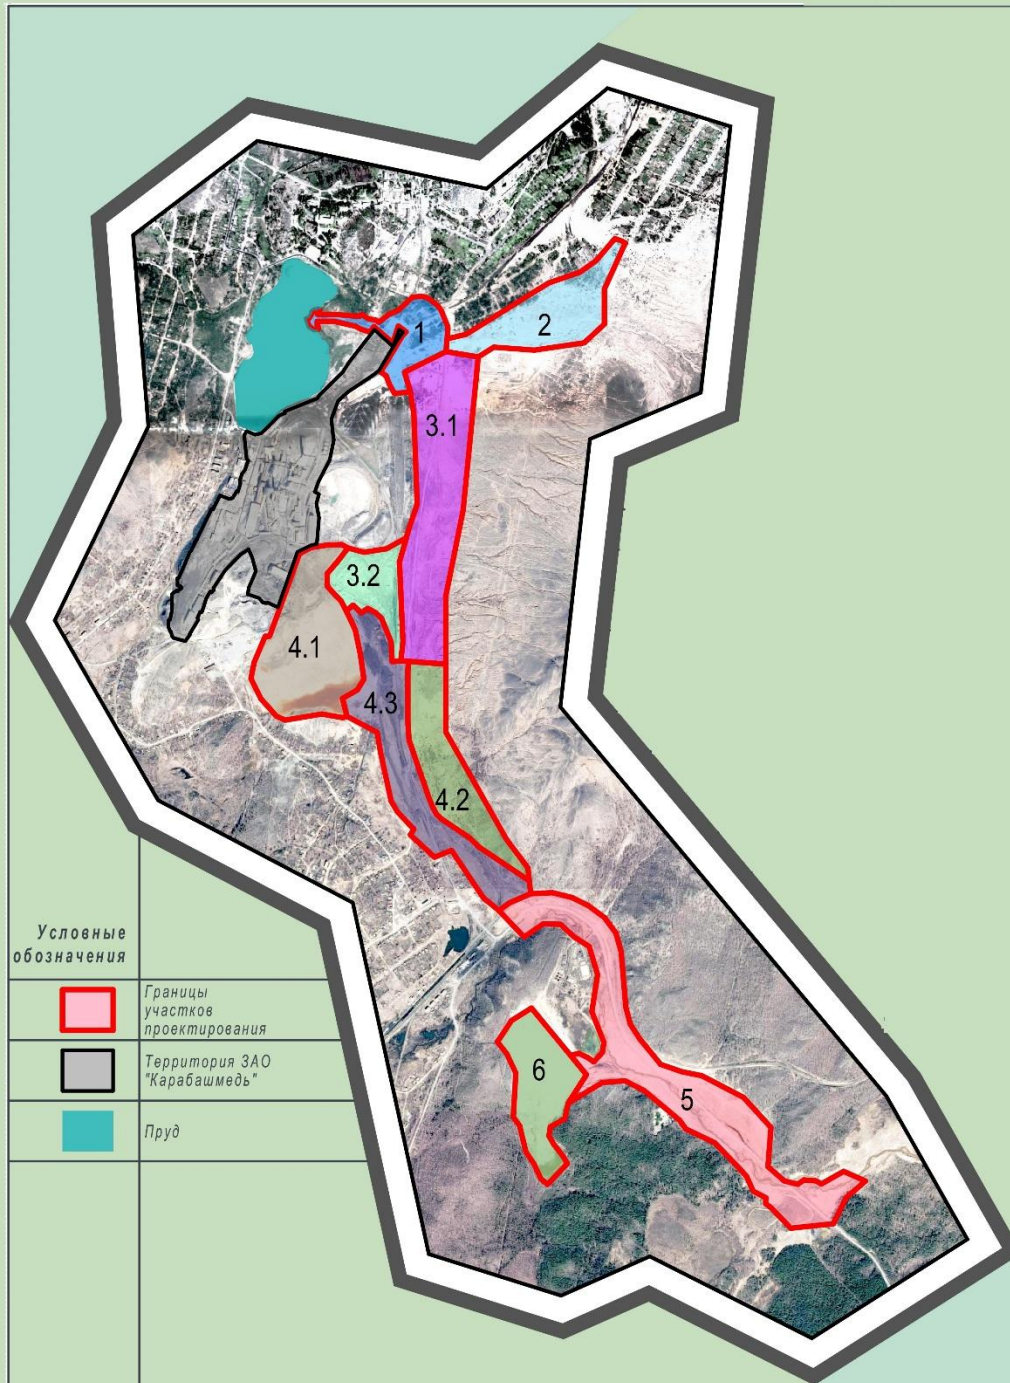 1
2
3.1
3.2
4.1
4.3
4.2
Условные
обозначения
Границы
участков
проектирования
Территория ЗАО
"Карабашмедь"
Пруд
6
5